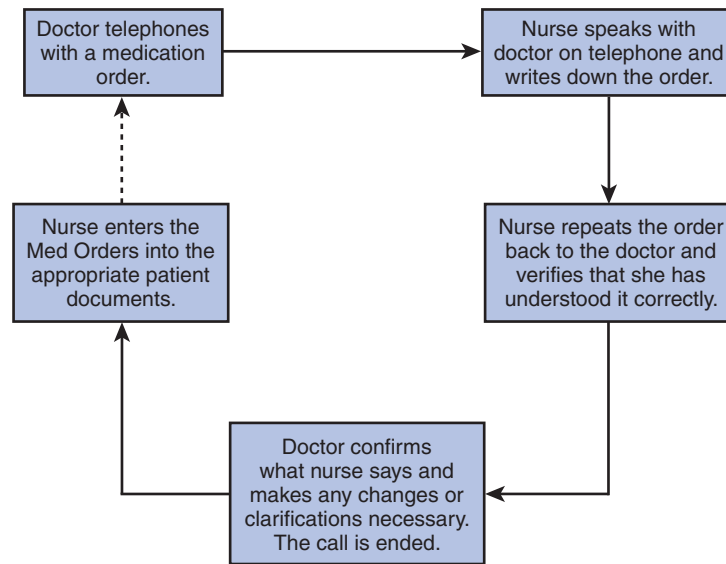 Doctor telephones
with a medication
order.
Nurse speaks with
doctor on telephone and
writes down the order.
Nurse repeats the order
back to the doctor and
verifies that she has
understood it correctly.
Doctor confirms
what nurse says and
makes any changes or
clarifications necessary.
The call is ended.
Nurse enters the
Med Orders into the
appropriate patient
documents.